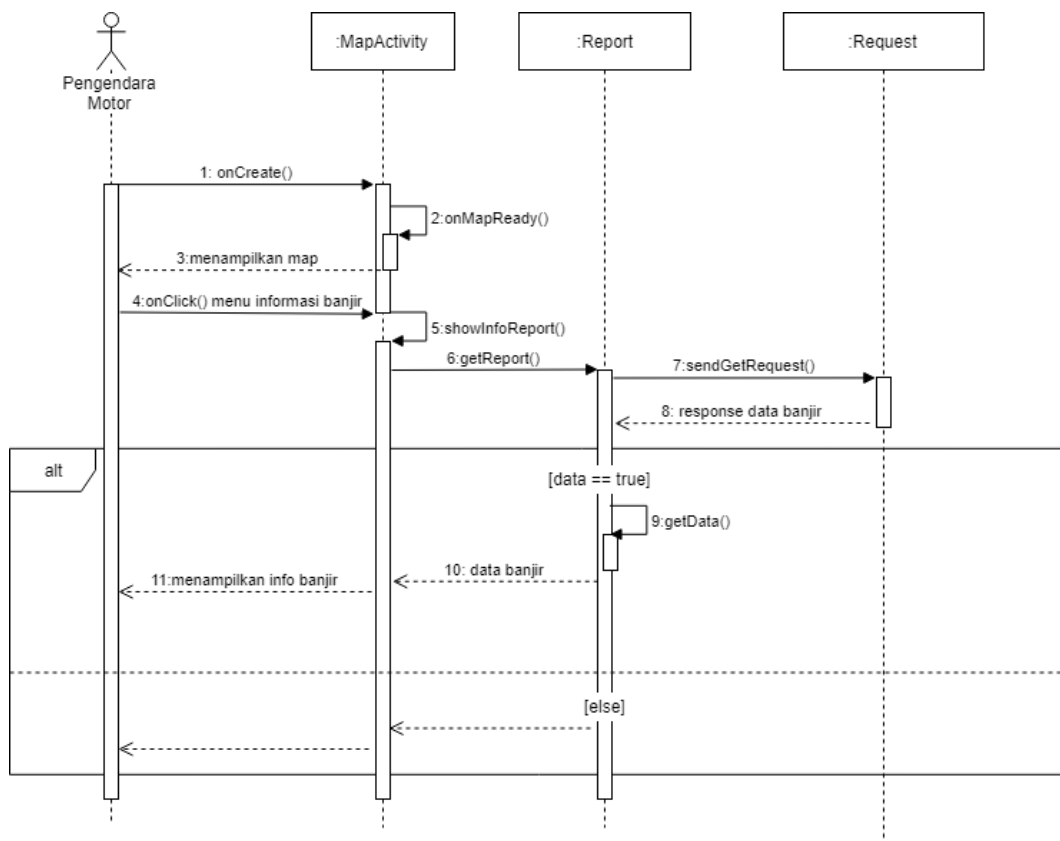 :MapActivity
:Report
:Request
Pengendara
Motor
1: onCreate()
2:onMapReady()
3:menampilkan map
4:onClick() menu informasi banjir
5:showInfoReport()
6:getReport()
7:sendGetRequest()
8: response data banjir
alt
[data == true]
9:getData()
10: data banjir
11:menampilkan info banjir
[else]